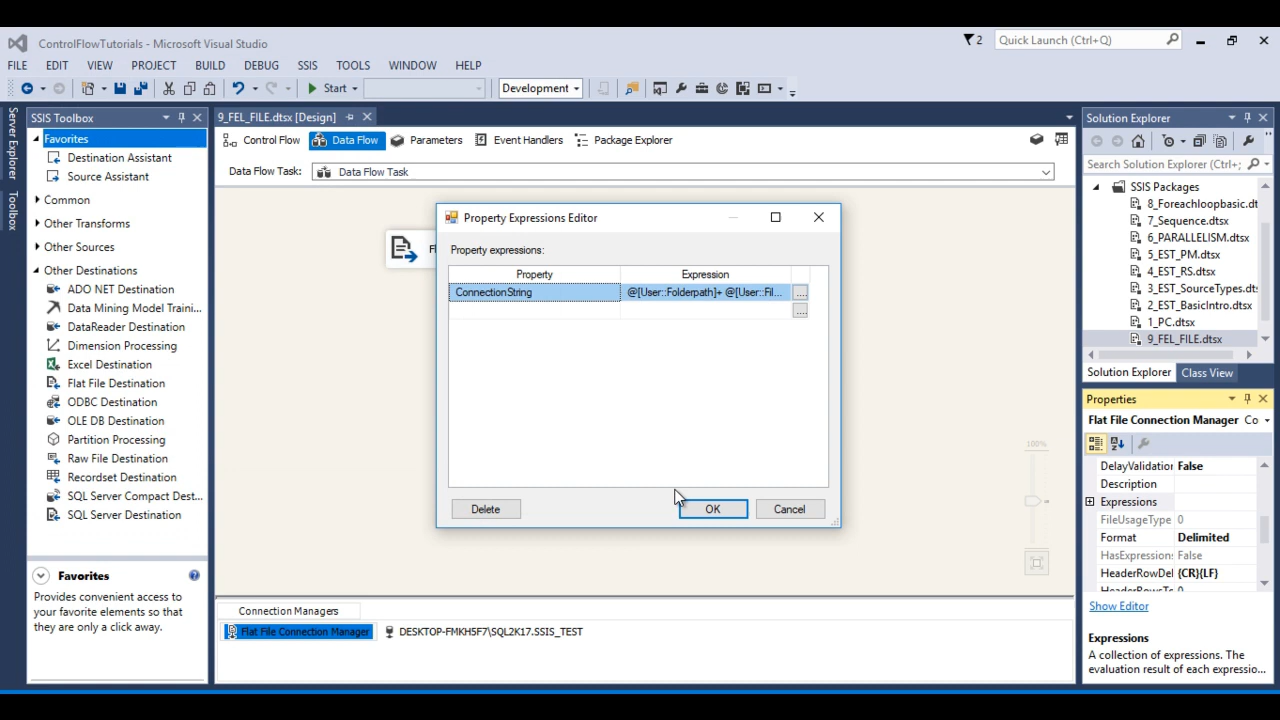 ControlFlowTutorials - Microsoft Visual Studio
2
Quick Launch (Ctrl+Q)
FILE EDIT VIEW PROJECT BUILD DEBUG SSIS TOOLS WINDOW HELP
Start
Development
Server Explorer
Toolbox
SSIS Toolbox
Favorites
Destination Assistant
Source Assistant
Common
Other Transforms
Other Sources
Other Destinations
ADO NET Destination
Data Mining Model Traini...
DataReader Destination
Dimension Processing
Excel Destination
Flat File Destination
ODBC Destination
OLE DB Destination
Partition Processing
Raw File Destination
Recordset Destination
SQL Server Compact Dest...
SQL Server Destination
Favorites
Provides convenient access to
your favorite elements so that
they are only a click away.
9_FEL_FILE.dtsx [Design]
Control Flow Data Flow Parameters Event Handlers Package Explorer
Data Flow Task: Data Flow Task
Property Expressions Editor
Property expressions:
Property Expression
ConnectionString @[User::Folderpath]+ @[User::Fil... ....
....
Delete OK Cancel
100%
Connection Managers
Flat File Connection Manager DESKTOP-FMKH5F7\SQL2K17.SSIS_TEST
Solution Explorer
Search Solution Explorer (Ctrl+;
SSIS Packages
8_Foreachloopbasic.dt
7_Sequence.dtsx
6_PARALLELISM.dtsx
5_EST_PM.dtsx
4_EST_RS.dtsx
3_EST_SourceTypes.dt
2_EST_BasicIntro.dtsx
1_PC.dtsx
9_FEL_FILE.dtsx
Solution Explorer Class View
Properties
Flat File Connection Manager Co
DelayValidation False
Description
Expressions
FileUsageType 0
Format Delimited
HasExpressions False
HeaderRowDel {CR}{LF}
HeaderRowsTo 0
Show Editor
Expressions
A collection of expressions. The
evaluation result of each expressio...